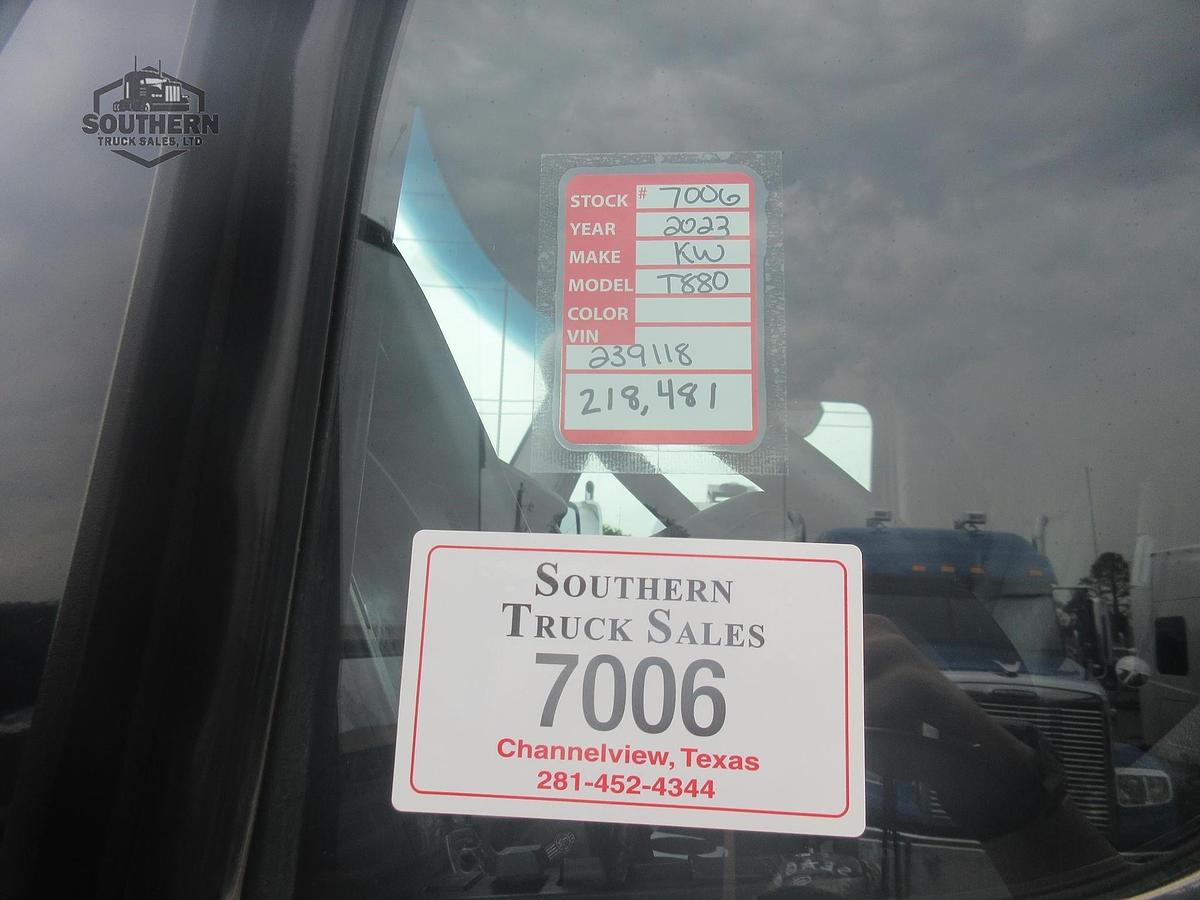 SOUTHERN
TRUCK SALES, LTD
STOCK # 7006
YEAR 2023
MAKE KW
MODEL T880
COLOR
VIN
239118
218,481
SOUTHERN
TRUCK SALES
7006
Channelview, Texas
281-452-4344